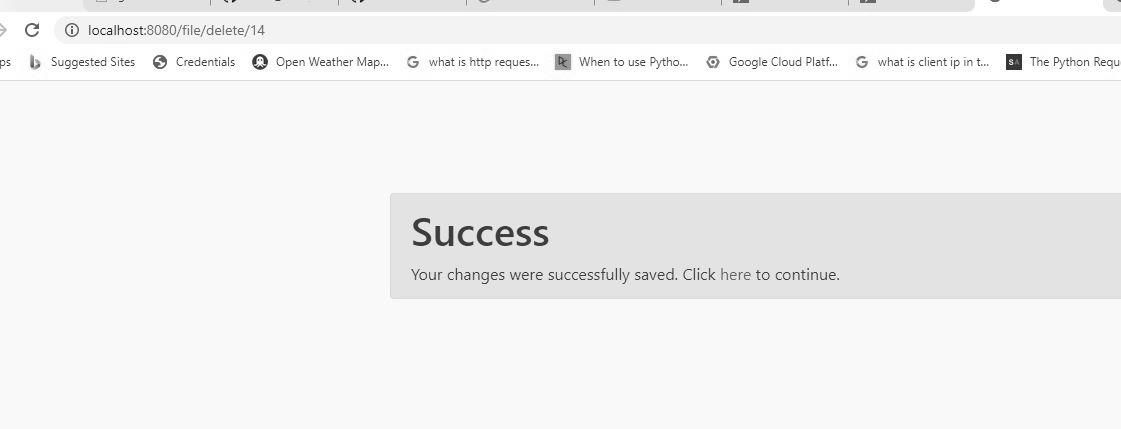 localhost:8080/file/delete/14
ps Suggested Sites Credentials Open Weather Map... what is http reques... When to use Pytho... Google Cloud Platf... what is client ip in t... SA The Python Requ
Success
Your changes were successfully saved. Click here to continue.